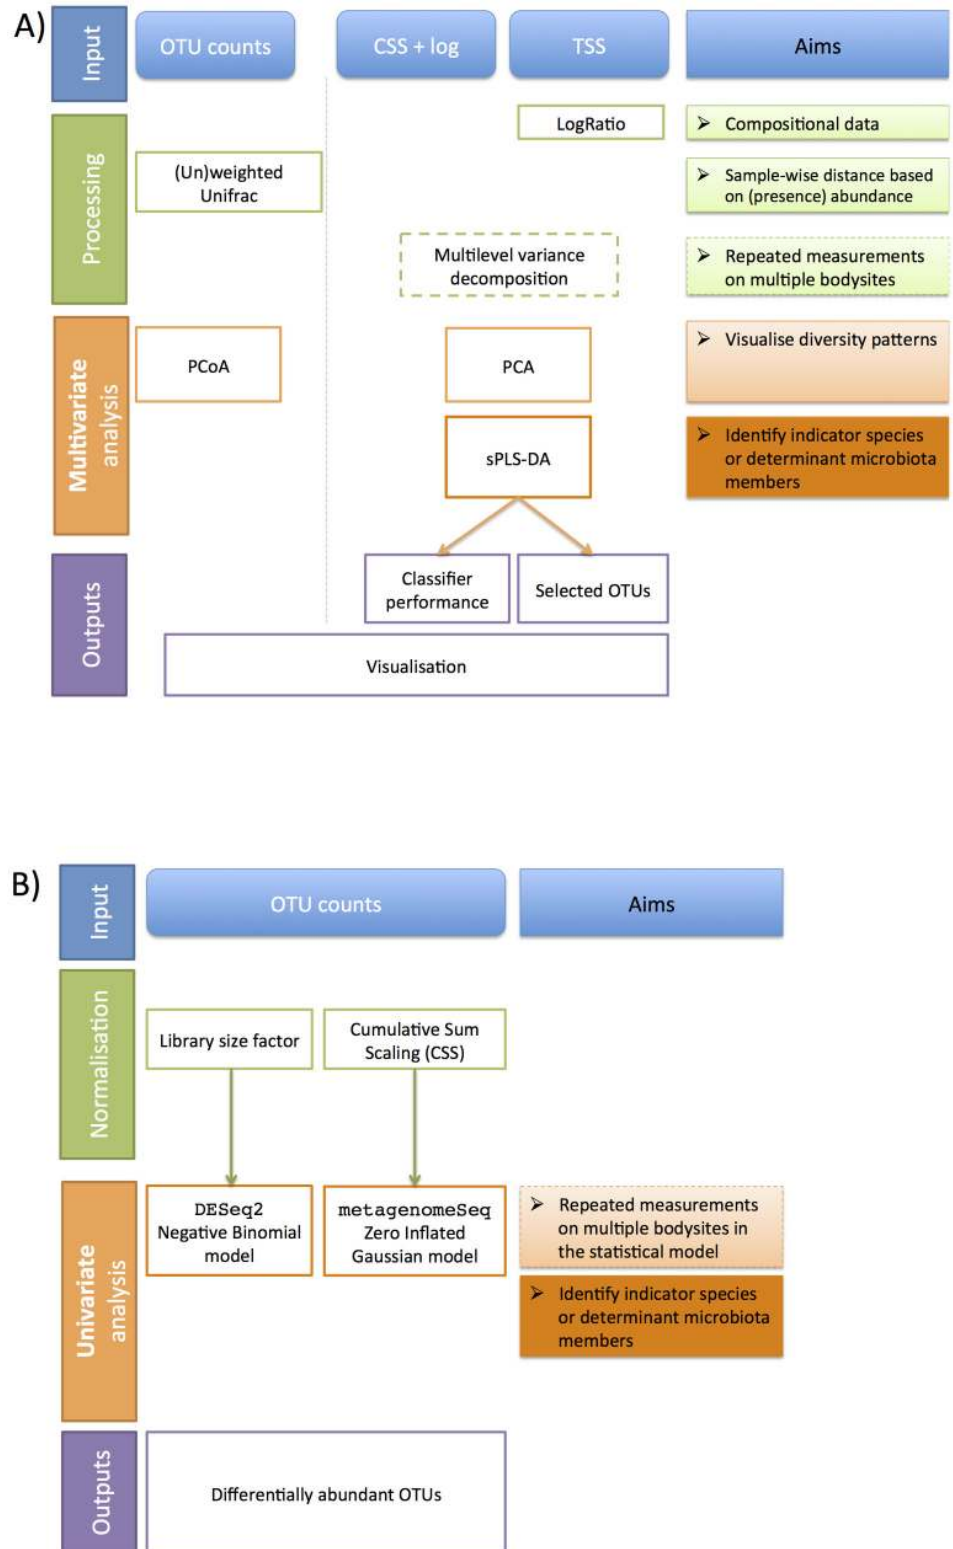 A)
Input
OTU counts
CSS + log
TSS
Aims
Processing
LogRatio
➢ Compositional data
(Un)weighted
Unifrac
➢ Sample-wise distance based
on (presence) abundance
Multilevel variance
decomposition
➢ Repeated measurements
on multiple bodysites
Multivariate
analysis
PCoA
PCA
➢ Visualise diversity patterns
sPLS-DA
➢ Identify indicator species
or determinant microbiota
members
Outputs
Classifier
performance
Selected OTUs
Visualisation
B)
Input
OTU counts
Aims
Normalisation
Library size factor
Cumulative Sum
Scaling (CSS)
Univariate
analysis
DESeq2
Negative Binomial
model
metagenomeSeq
Zero Inflated
Gaussian model
➢ Repeated measurements
on multiple bodysites in
the statistical model
➢ Identify indicator species
or determinant microbiota
members
Outputs
Differentially abundant OTUs